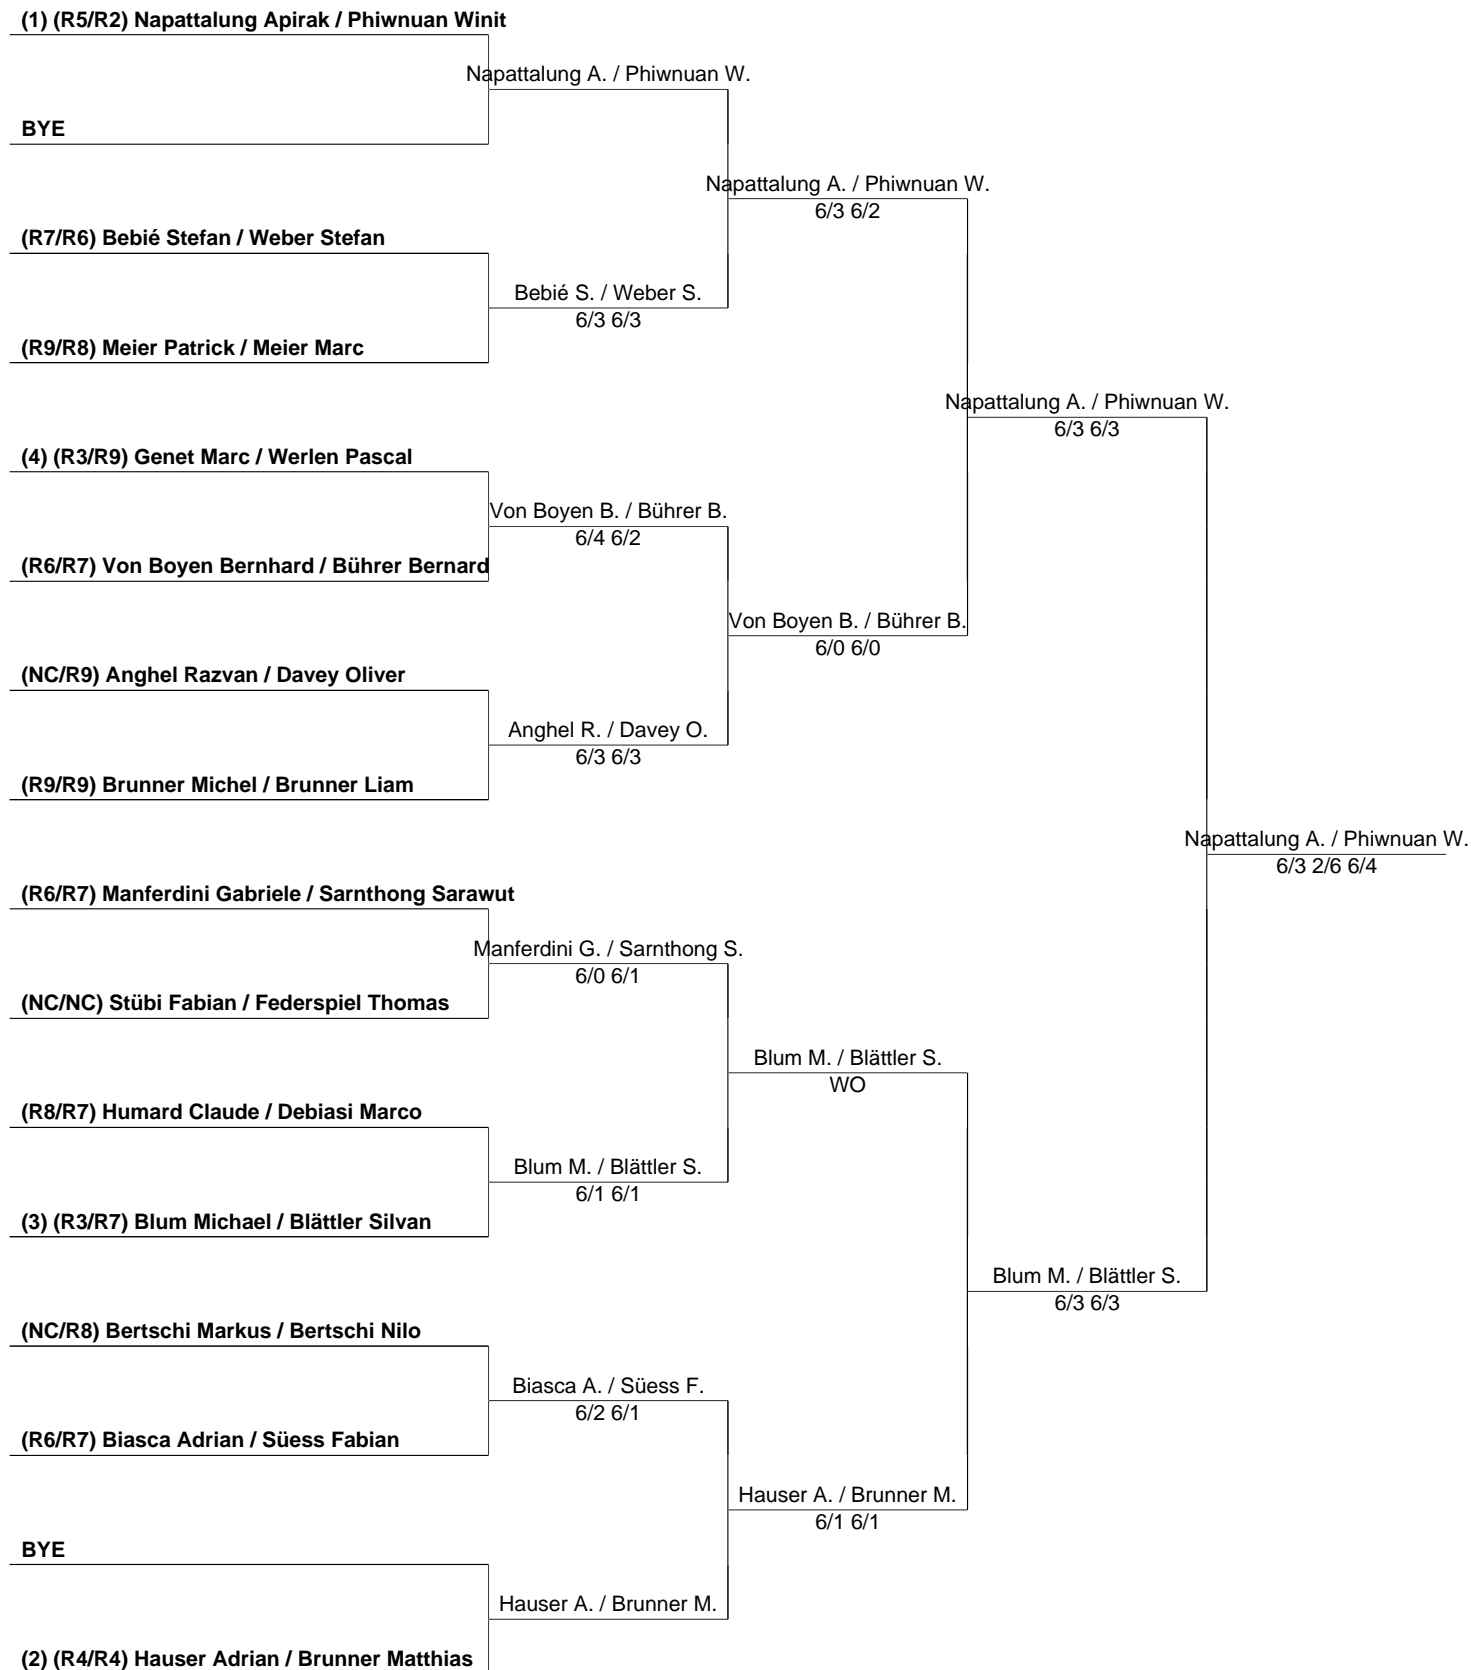 (1) (R5/R2) Napattalung Apirak / Phiwnuan Winit
Napattalung A. / Phiwnuan W.
BYE
Napattalung A. / Phiwnuan W.
6/3 6/2
(R7/R6) Bebié Stefan / Weber Stefan
Bebié S. / Weber S.
6/3 6/3
(R9/R8) Meier Patrick / Meier Marc
Napattalung A. / Phiwnuan W.
6/3 6/3
(4) (R3/R9) Genet Marc / Werlen Pascal
Von Boyen B. / Bührer B.
6/4 6/2
(R6/R7) Von Boyen Bernhard / Bührer Bernard
Von Boyen B. / Bührer B.
6/0 6/0
(NC/R9) Anghel Razvan / Davey Oliver
Anghel R. / Davey O.
6/3 6/3
(R9/R9) Brunner Michel / Brunner Liam
Napattalung A. / Phiwnuan W.
6/3 2/6 6/4
(R6/R7) Manferdini Gabriele / Sarnthong Sarawut
Manferdini G. / Sarnthong S.
6/0 6/1
(NC/NC) Stübi Fabian / Federspiel Thomas
Blum M. / Blättler S.
WO
(R8/R7) Humard Claude / Debiasi Marco
Blum M. / Blättler S.
6/1 6/1
(3) (R3/R7) Blum Michael / Blättler Silvan
Blum M. / Blättler S.
6/3 6/3
(NC/R8) Bertschi Markus / Bertschi Nilo
Biasca A. / Süess F.
6/2 6/1
(R6/R7) Biasca Adrian / Süess Fabian
Hauser A. / Brunner M.
6/1 6/1
BYE
Hauser A. / Brunner M.
(2) (R4/R4) Hauser Adrian / Brunner Matthias